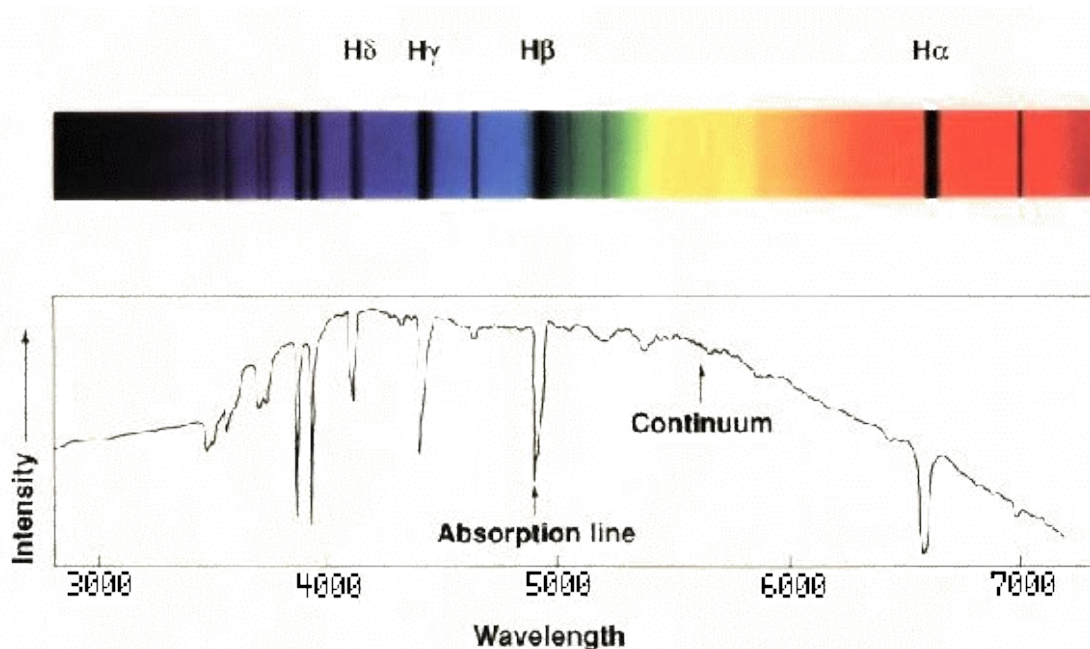 Hδ Hγ Hβ Hα
Continuum
Absorption line
Intensity
3000 4000 5000 6000 7000
Wavelength